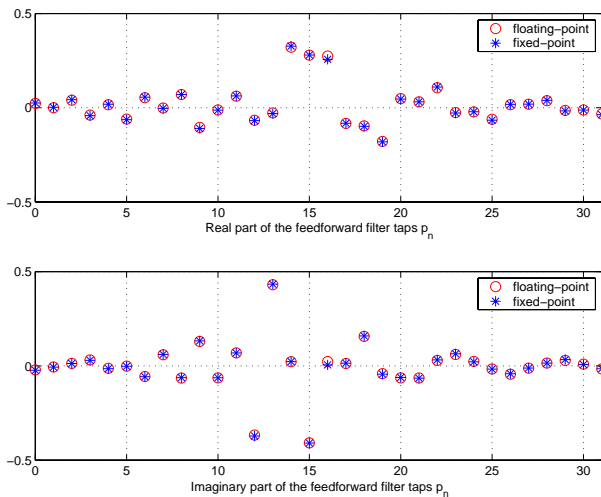 0.5
floating-point
fixed-point
0
−0.5
0 5 10 15 20 25 30
Real part of the feedforward filter taps p_n
0.5
floating-point
fixed-point
0
−0.5
0 5 10 15 20 25 30
Imaginary part of the feedforward filter taps p_n